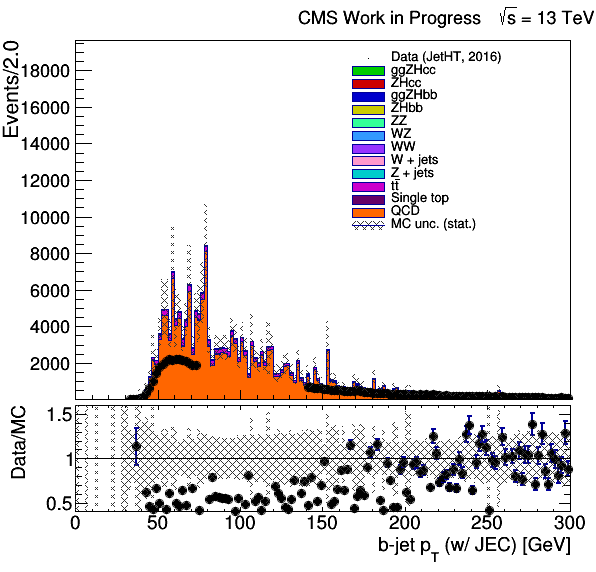 CMS Work in Progress √s = 13 TeV
Events/2.0
18000
16000
14000
12000
10000
8000
6000
4000
2000
Data (JetHT, 2016)
ggZHcc
ZHcc
ggZHbb
ZHbb
ZZ
WZ
WW
W + jets
Z + jets
tt̄
Single top
QCD
MC unc. (stat.)
Data/MC
1.5
1
0.5
0 50 100 150 200 250 300
b-jet p_T (w/ JEC) [GeV]